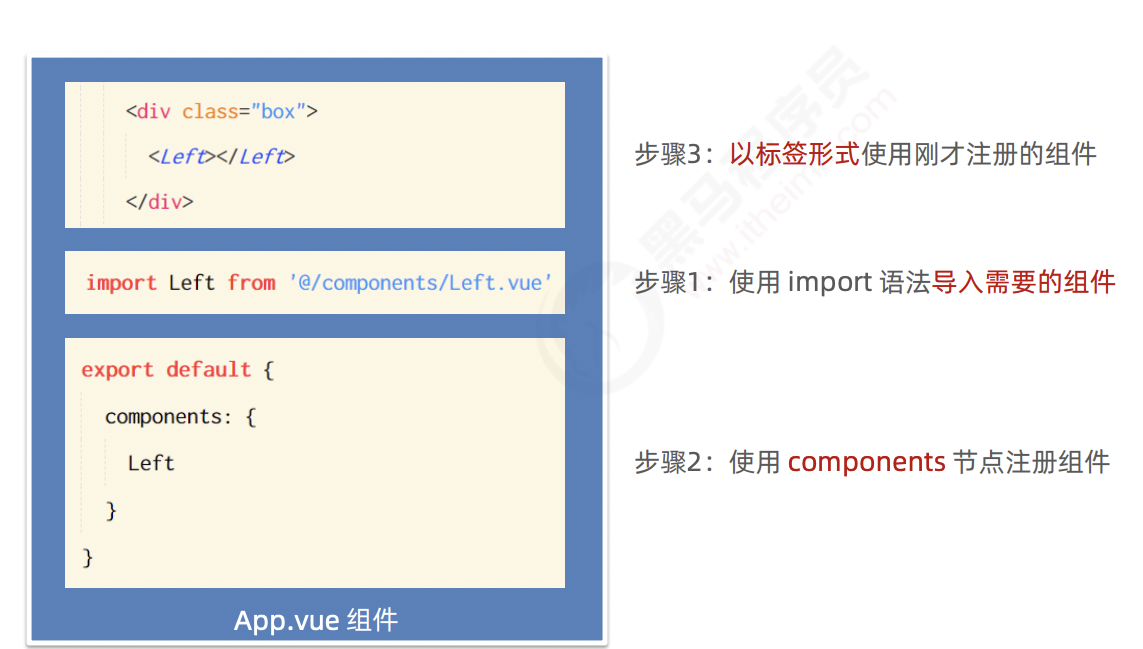 <div class="box">
<Left></Left>
</div>
步骤3：以标签形式使用刚才注册的组件
import Left from '@/components/Left.vue'
步骤1：使用 import 语法导入需要的组件
export default {
components: {
Left
}
}
步骤2：使用 components 节点注册组件
App.vue 组件
黑马程序员
www.itheima.com